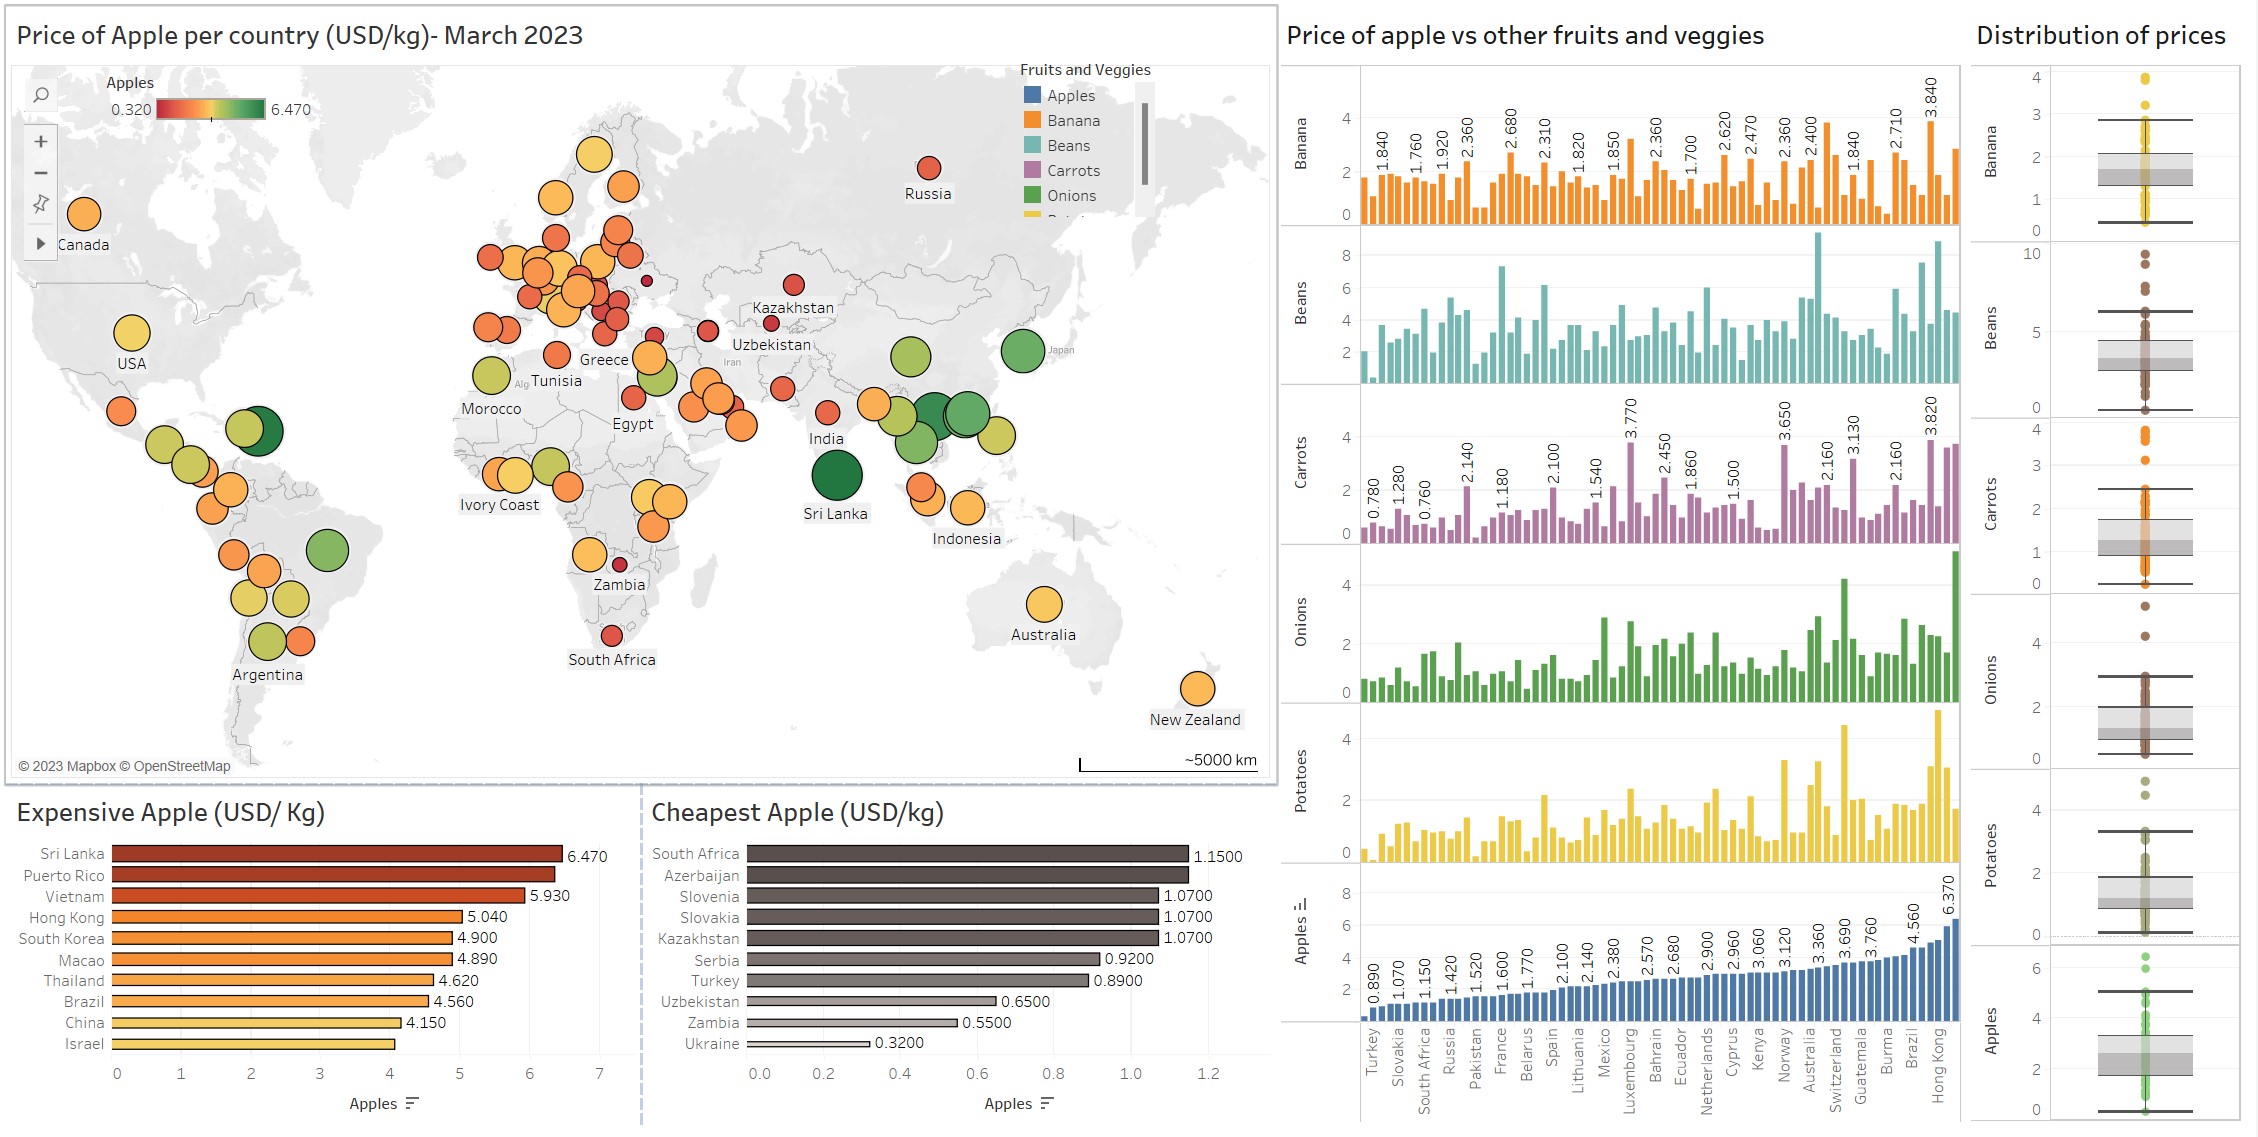 Price of Apple per country (USD/kg)- March 2023
Apples
0.320 6.470
Fruits and Veggies
Apples
Banana
Beans
Carrots
Onions
Canada
USA
Russia
Kazakhstan
Uzbekistan
Greece
Iran
Japan
Alg Tunisia
Morocco
Egypt
India
Ivory Coast
Sri Lanka
Indonesia
Zambia
Australia
South Africa
Argentina
New Zealand
© 2023 Mapbox © OpenStreetMap
~5000 km
Expensive Apple (USD/ Kg)
Sri Lanka 6.470
Puerto Rico
Vietnam 5.930
Hong Kong 5.040
South Korea 4.900
Macao 4.890
Thailand 4.620
Brazil 4.560
China 4.150
Israel
0 1 2 3 4 5 6 7
Apples
Cheapest Apple (USD/kg)
South Africa 1.1500
Azerbaijan
Slovenia 1.0700
Slovakia 1.0700
Kazakhstan 1.0700
Serbia 0.9200
Turkey 0.8900
Uzbekistan 0.6500
Zambia 0.5500
Ukraine 0.3200
0.0 0.2 0.4 0.6 0.8 1.0 1.2
Apples
Price of apple vs other fruits and veggies
Banana
4
2
0
1.840 1.760 1.920 2.360 2.680 2.310 1.820 1.850 2.360 1.700 2.620 2.470 2.360 2.400 1.840 2.710 3.840
Beans
8
6
4
2
Carrots
4
2
0
0.780 1.280 0.760 2.140 1.180 2.100 1.540 3.770 2.450 1.860 1.500 3.650 2.160 3.130 2.160 3.820
Onions
4
2
0
Potatoes
4
2
0
Apples
8
6
4
2
0.890 1.070 1.150 1.420 1.520 1.600 1.770 2.100 2.140 2.380 2.570 2.680 2.900 2.960 3.060 3.120 3.360 3.690 3.760 4.560 6.370
Turkey Slovakia South Africa Russia Pakistan France Belarus Spain Lithuania Mexico Luxembourg Bahrain Ecuador Netherlands Cyprus Kenya Norway Australia Switzerland Guatemala Burma Brazil Hong Kong
Distribution of prices
Banana
4
3
2
1
0
Beans
10
5
0
Carrots
4
3
2
1
0
Onions
4
2
0
Potatoes
4
2
0
Apples
6
4
2
0